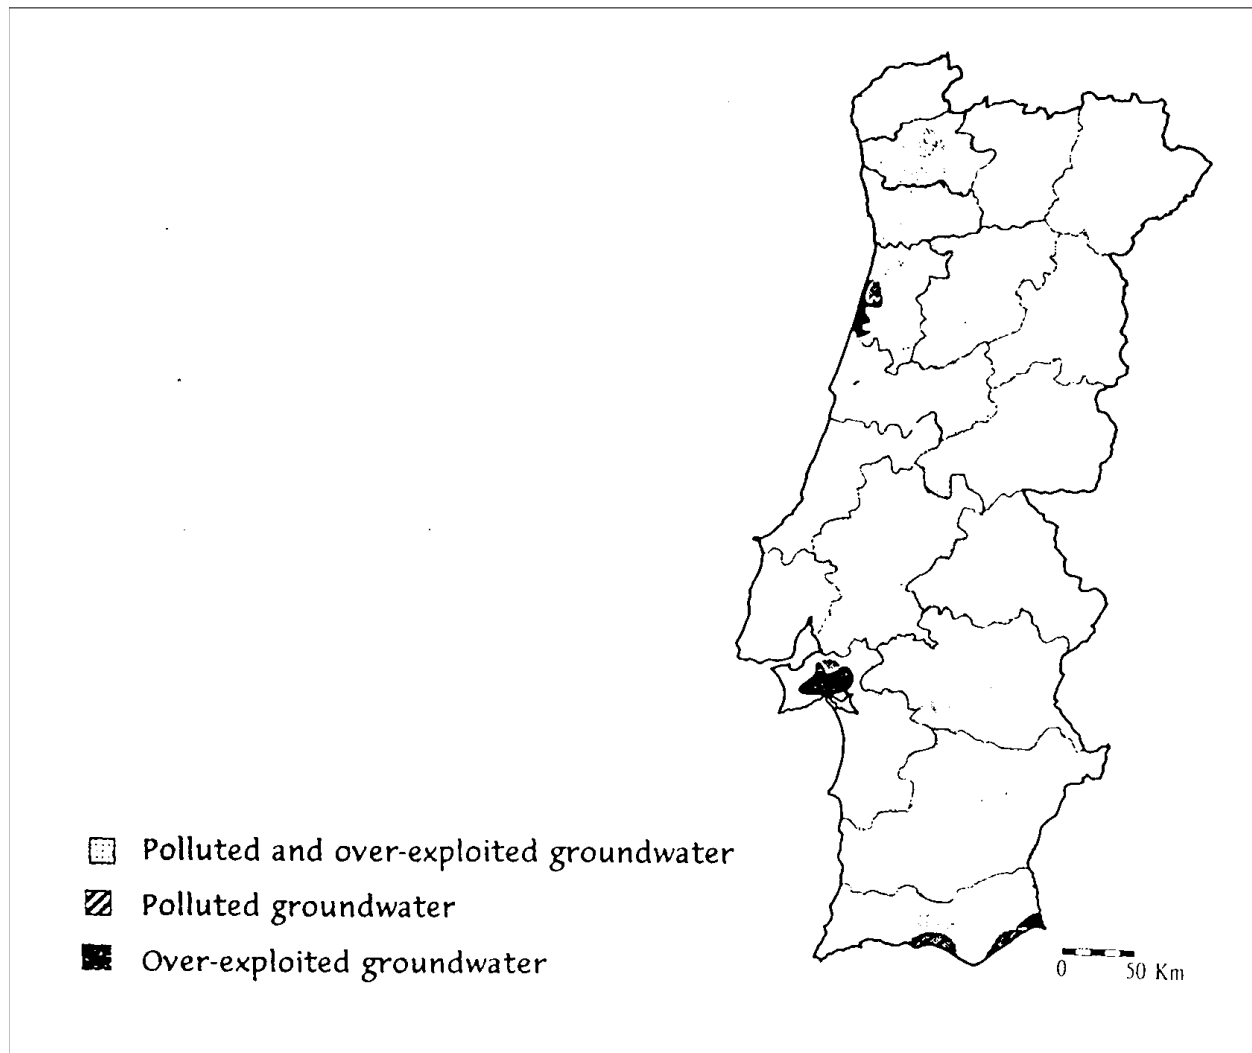 Polluted and over-exploited groundwater
Polluted groundwater
Over-exploited groundwater
0 50 Km